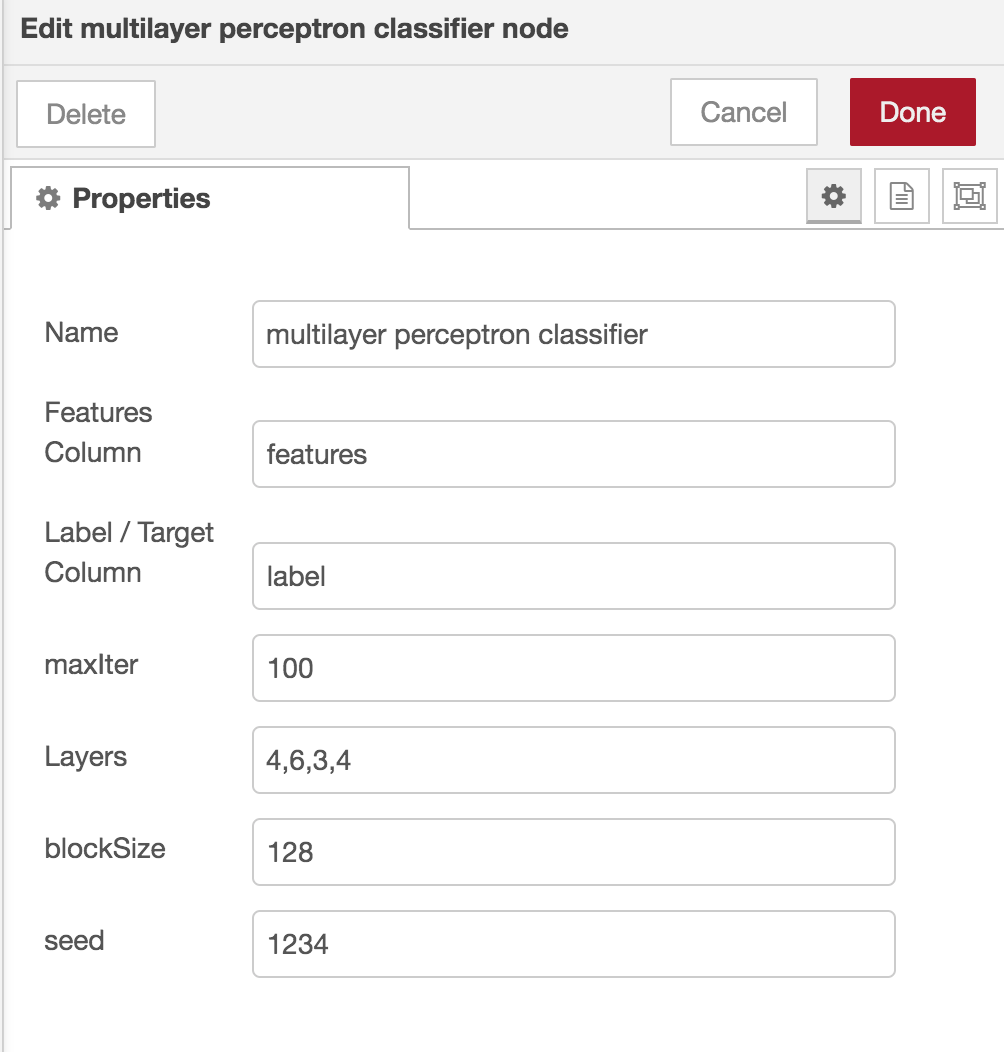 Edit multilayer perceptron classifier node
Delete
Cancel
Done
Properties
Name
multilayer perceptron classifier
Features
Column
features
Label / Target
Column
label
maxIter
100
Layers
4,6,3,4
blockSize
128
seed
1234